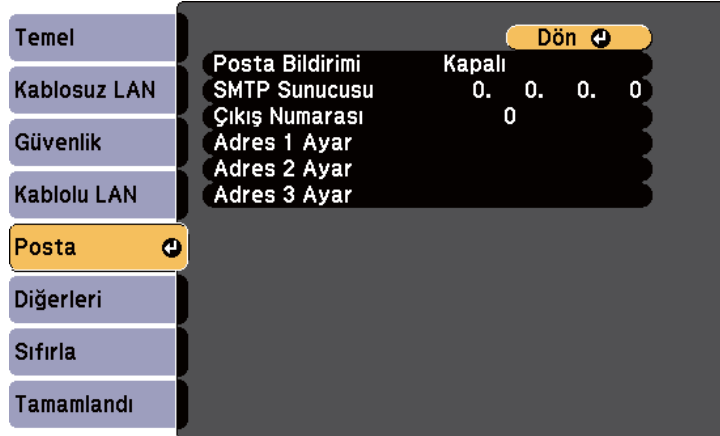 Temel
Kablosuz LAN
Güvenlik
Kablolu LAN
Posta
Diğerleri
Sıfırla
Tamamlandı
Dön
Posta Bildirimi Kapalı
SMTP Sunucusu 0. 0. 0. 0
Çıkış Numarası 0
Adres 1 Ayar
Adres 2 Ayar
Adres 3 Ayar